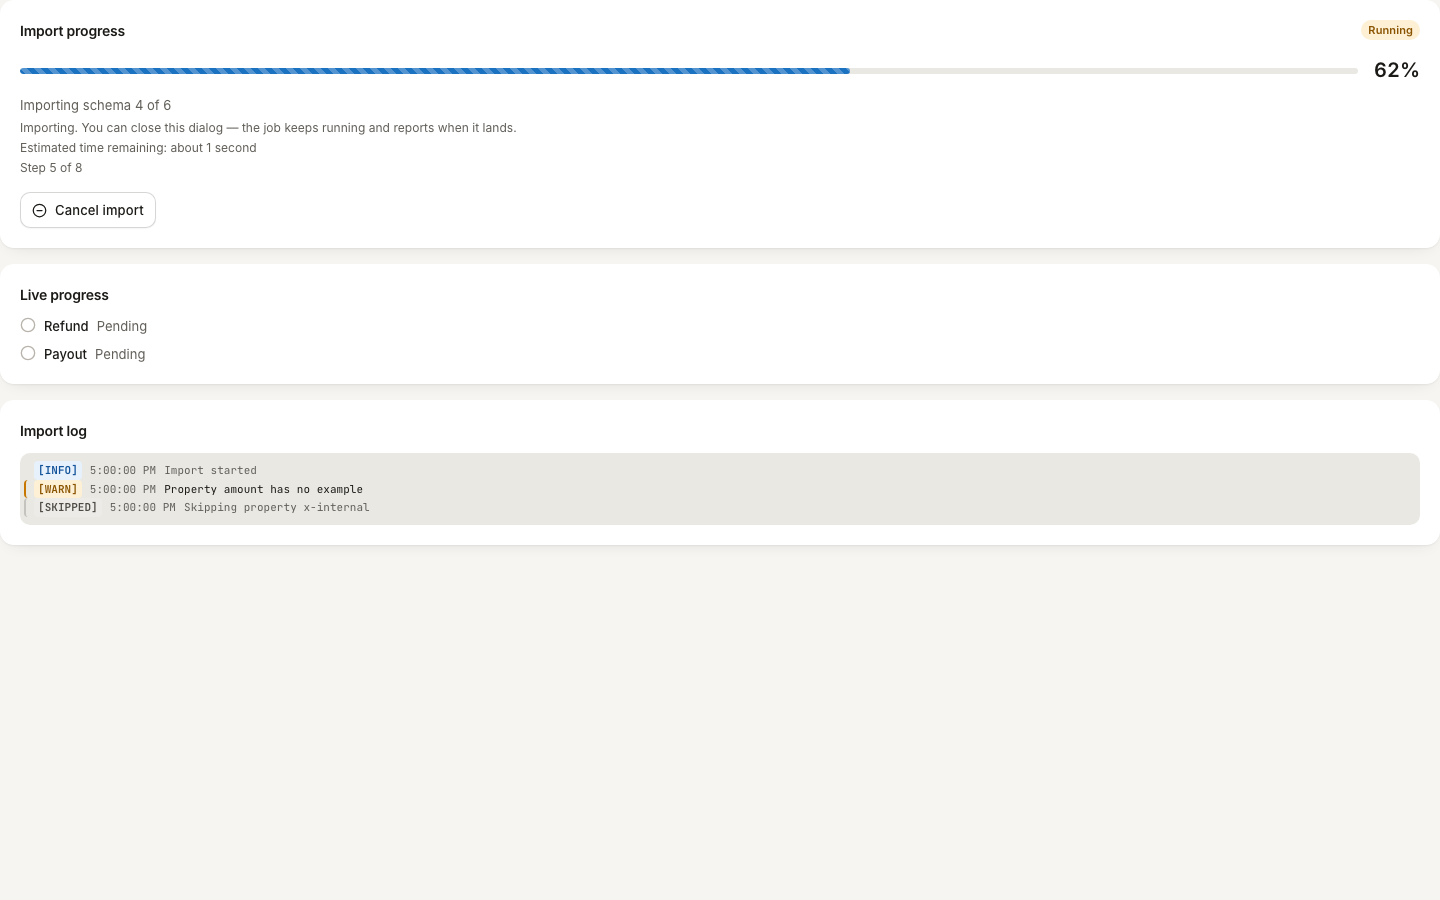 Import progress
Running
62%
Importing schema 4 of 6
Importing. You can close this dialog — the job keeps running and reports when it lands.
Estimated time remaining: about 1 second
Step 5 of 8
Cancel import
Live progress
Refund Pending
Payout Pending
Import log
[INFO] 5:00:00 PM Import started
[WARN] 5:00:00 PM Property amount has no example
[SKIPPED] 5:00:00 PM Skipping property x-internal